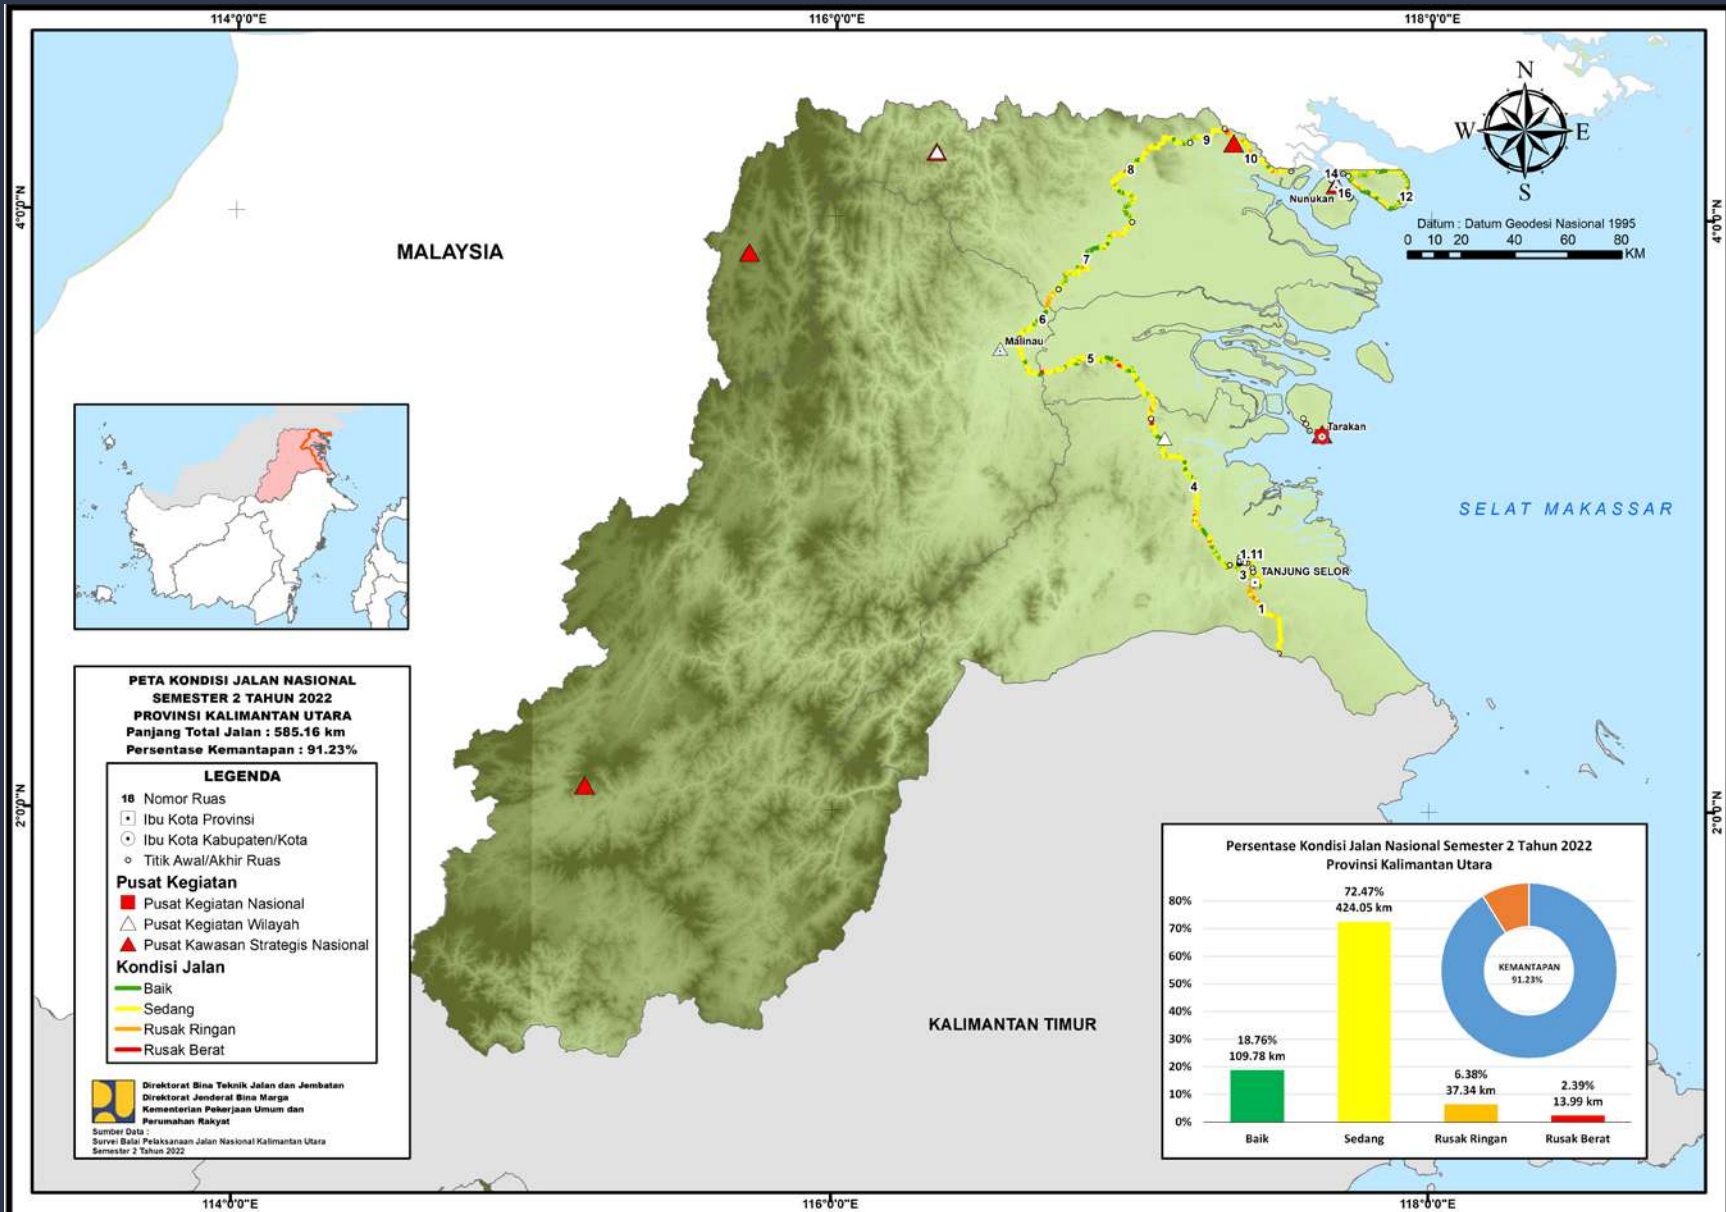 114°0'0"E
116°0'0"E
118°0'0"E
4°0'0"N
2°0'0"N
4°0'0"N
2°0'0"N
N
W
E
S
Datum : Datum Geodesi Nasional 1995
0 10 20 40 60 80
KM
MALAYSIA
9
10
8
14
16
12
Nunukan
7
6
Malinau
5
Tarakan
4
SELAT MAKASSAR
1.11
3
TANJUNG SELOR
1
KALIMANTAN TIMUR
PETA KONDISI JALAN NASIONAL
SEMESTER 2 TAHUN 2022
PROVINSI KALIMANTAN UTARA
Panjang Total Jalan : 585.16 km
Persentase Kemantapan : 91.23%
LEGENDA
18 Nomor Ruas
Ibu Kota Provinsi
Ibu Kota Kabupaten/Kota
Titik Awal/Akhir Ruas
Pusat Kegiatan
Pusat Kegiatan Nasional
Pusat Kegiatan Wilayah
Pusat Kawasan Strategis Nasional
Kondisi Jalan
Baik
Sedang
Rusak Ringan
Rusak Berat
Direktorat Bina Teknik Jalan dan Jembatan
Direktorat Jenderal Bina Marga
Kementerian Pekerjaan Umum dan
Perumahan Rakyat
Sumber Data :
Survei Balai Pelaksanaan Jalan Nasional Kalimantan Utara
Semester 2 Tahun 2022
Persentase Kondisi Jalan Nasional Semester 2 Tahun 2022
Provinsi Kalimantan Utara
80%
70%
60%
50%
40%
30%
20%
10%
0%
18.76%
109.78 km
72.47%
424.05 km
6.38%
37.34 km
2.39%
13.99 km
KEMANTAPAN
91.23%
Baik
Sedang
Rusak Ringan
Rusak Berat
114°0'0"E
116°0'0"E
118°0'0"E